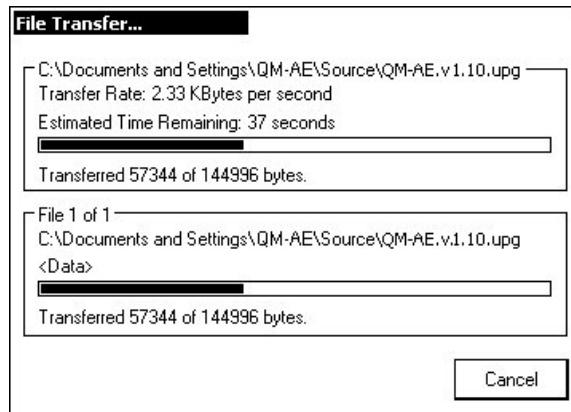 File Transfer...
C:\Documents and Settings\QM-AE\Source\QM-AE.v1.10.upg
Transfer Rate: 2.33 KBytes per second
Estimated Time Remaining: 37 seconds
Transferred 57344 of 144996 bytes.
File 1 of 1
C:\Documents and Settings\QM-AE\Source\QM-AE.v.1.10.upg
<Data>
Transferred 57344 of 144996 bytes.
Cancel